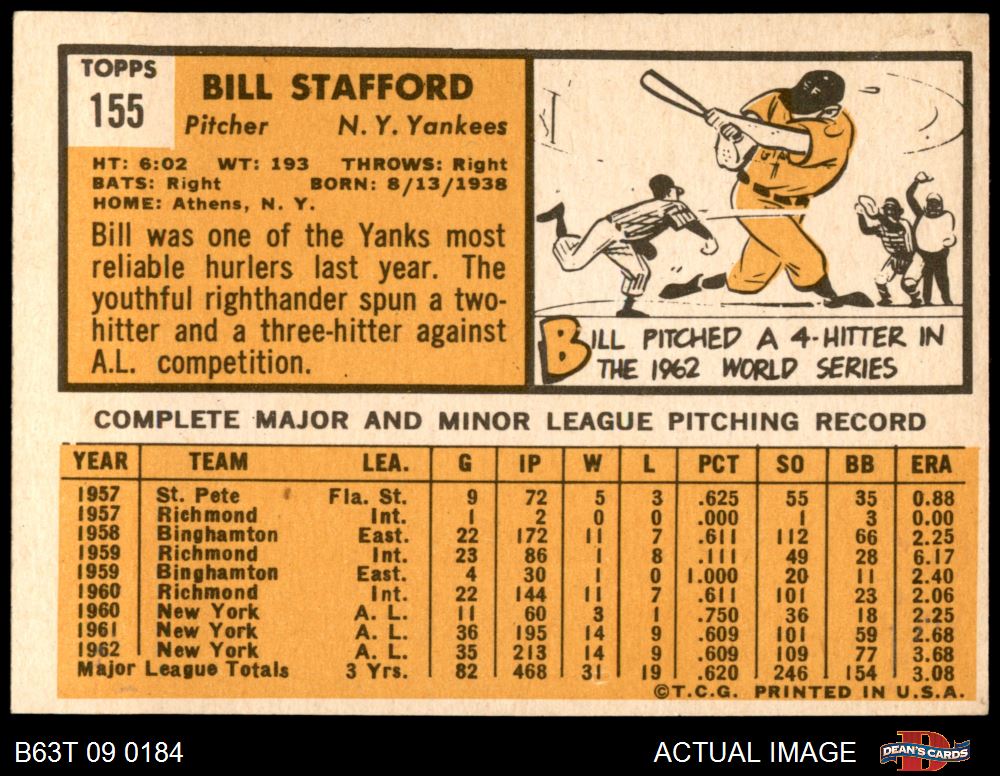 TOPPS
155
BILL STAFFORD
Pitcher N. Y. Yankees
HT: 6:02 WT: 193 THROWS: Right
BATS: Right BORN: 8/13/1938
HOME: Athens, N. Y.
Bill was one of the Yanks most
reliable hurlers last year. The
youthful righthander spun a two-
hitter and a three-hitter against
A.L. competition.
BILL PITCHED A 4-HITTER IN
THE 1962 WORLD SERIES
COMPLETE MAJOR AND MINOR LEAGUE PITCHING RECORD
YEAR TEAM LEA. G IP W L PCT SO BB ERA
1957 St. Pete Fla. St. 9 72 5 3 .625 55 35 0.88
1957 Richmond Int. 1 2 0 0 .000 1 3 0.00
1958 Binghamton East. 22 172 11 7 .611 112 66 2.25
1959 Richmond Int. 23 86 1 8 .111 49 28 6.17
1959 Binghamton East. 4 30 1 0 1.000 20 11 2.40
1960 Richmond Int. 22 144 11 7 .611 101 23 2.06
1960 New York A. L. 11 60 3 1 .750 36 18 2.25
1961 New York A. L. 36 195 14 9 .609 101 59 2.68
1962 New York A. L. 35 213 14 9 .609 109 77 3.68
Major League Totals 3 Yrs. 82 468 31 19 .620 246 154 3.08
©T.C.G. PRINTED IN U.S.A.
B63T 09 0184 ACTUAL IMAGE DEAN'S CARDS